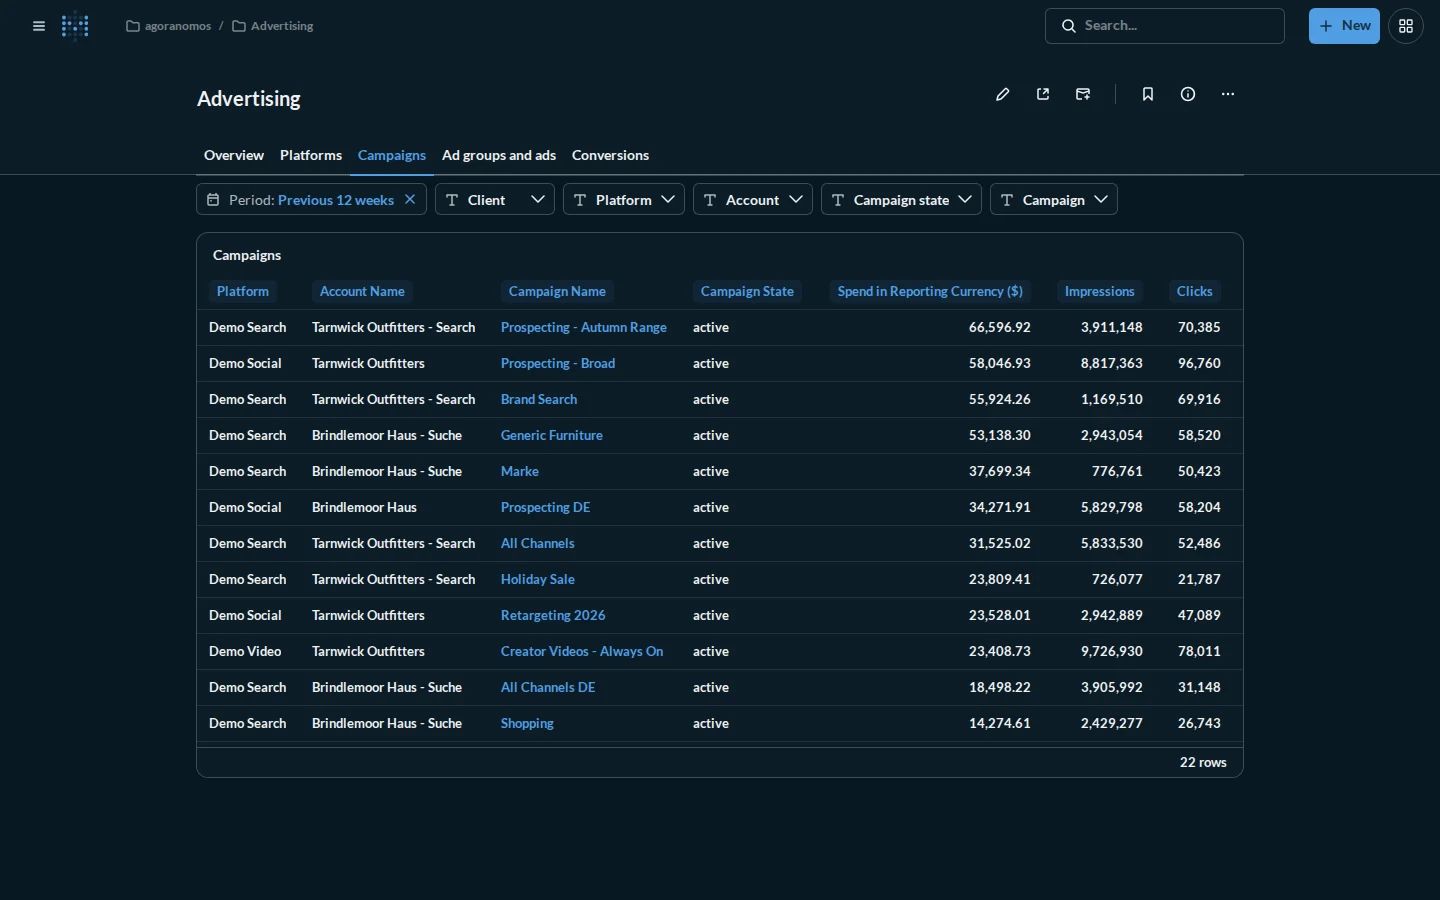 agoranomos / Advertising
Search...
New
Advertising
Overview Platforms Campaigns Ad groups and ads Conversions
Period: Previous 12 weeks Client Platform Account Campaign state Campaign
Campaigns
Platform Account Name Campaign Name Campaign State Spend in Reporting Currency ($) Impressions Clicks
Demo Search Tarnwick Outfitters - Search Prospecting - Autumn Range active 66,596.92 3,911,148 70,385
Demo Social Tarnwick Outfitters Prospecting - Broad active 58,046.93 8,817,363 96,760
Demo Search Tarnwick Outfitters - Search Brand Search active 55,924.26 1,169,510 69,916
Demo Search Brindlemoor Haus - Suche Generic Furniture active 53,138.30 2,943,054 58,520
Demo Search Brindlemoor Haus - Suche Marke active 37,699.34 776,761 50,423
Demo Social Brindlemoor Haus Prospecting DE active 34,271.91 5,829,798 58,204
Demo Search Tarnwick Outfitters - Search All Channels active 31,525.02 5,833,530 52,486
Demo Search Tarnwick Outfitters - Search Holiday Sale active 23,809.41 726,077 21,787
Demo Social Tarnwick Outfitters Retargeting 2026 active 23,528.01 2,942,889 47,089
Demo Video Tarnwick Outfitters Creator Videos - Always On active 23,408.73 9,726,930 78,011
Demo Search Brindlemoor Haus - Suche All Channels DE active 18,498.22 3,905,992 31,148
Demo Search Brindlemoor Haus - Suche Shopping active 14,274.61 2,429,277 26,743
22 rows